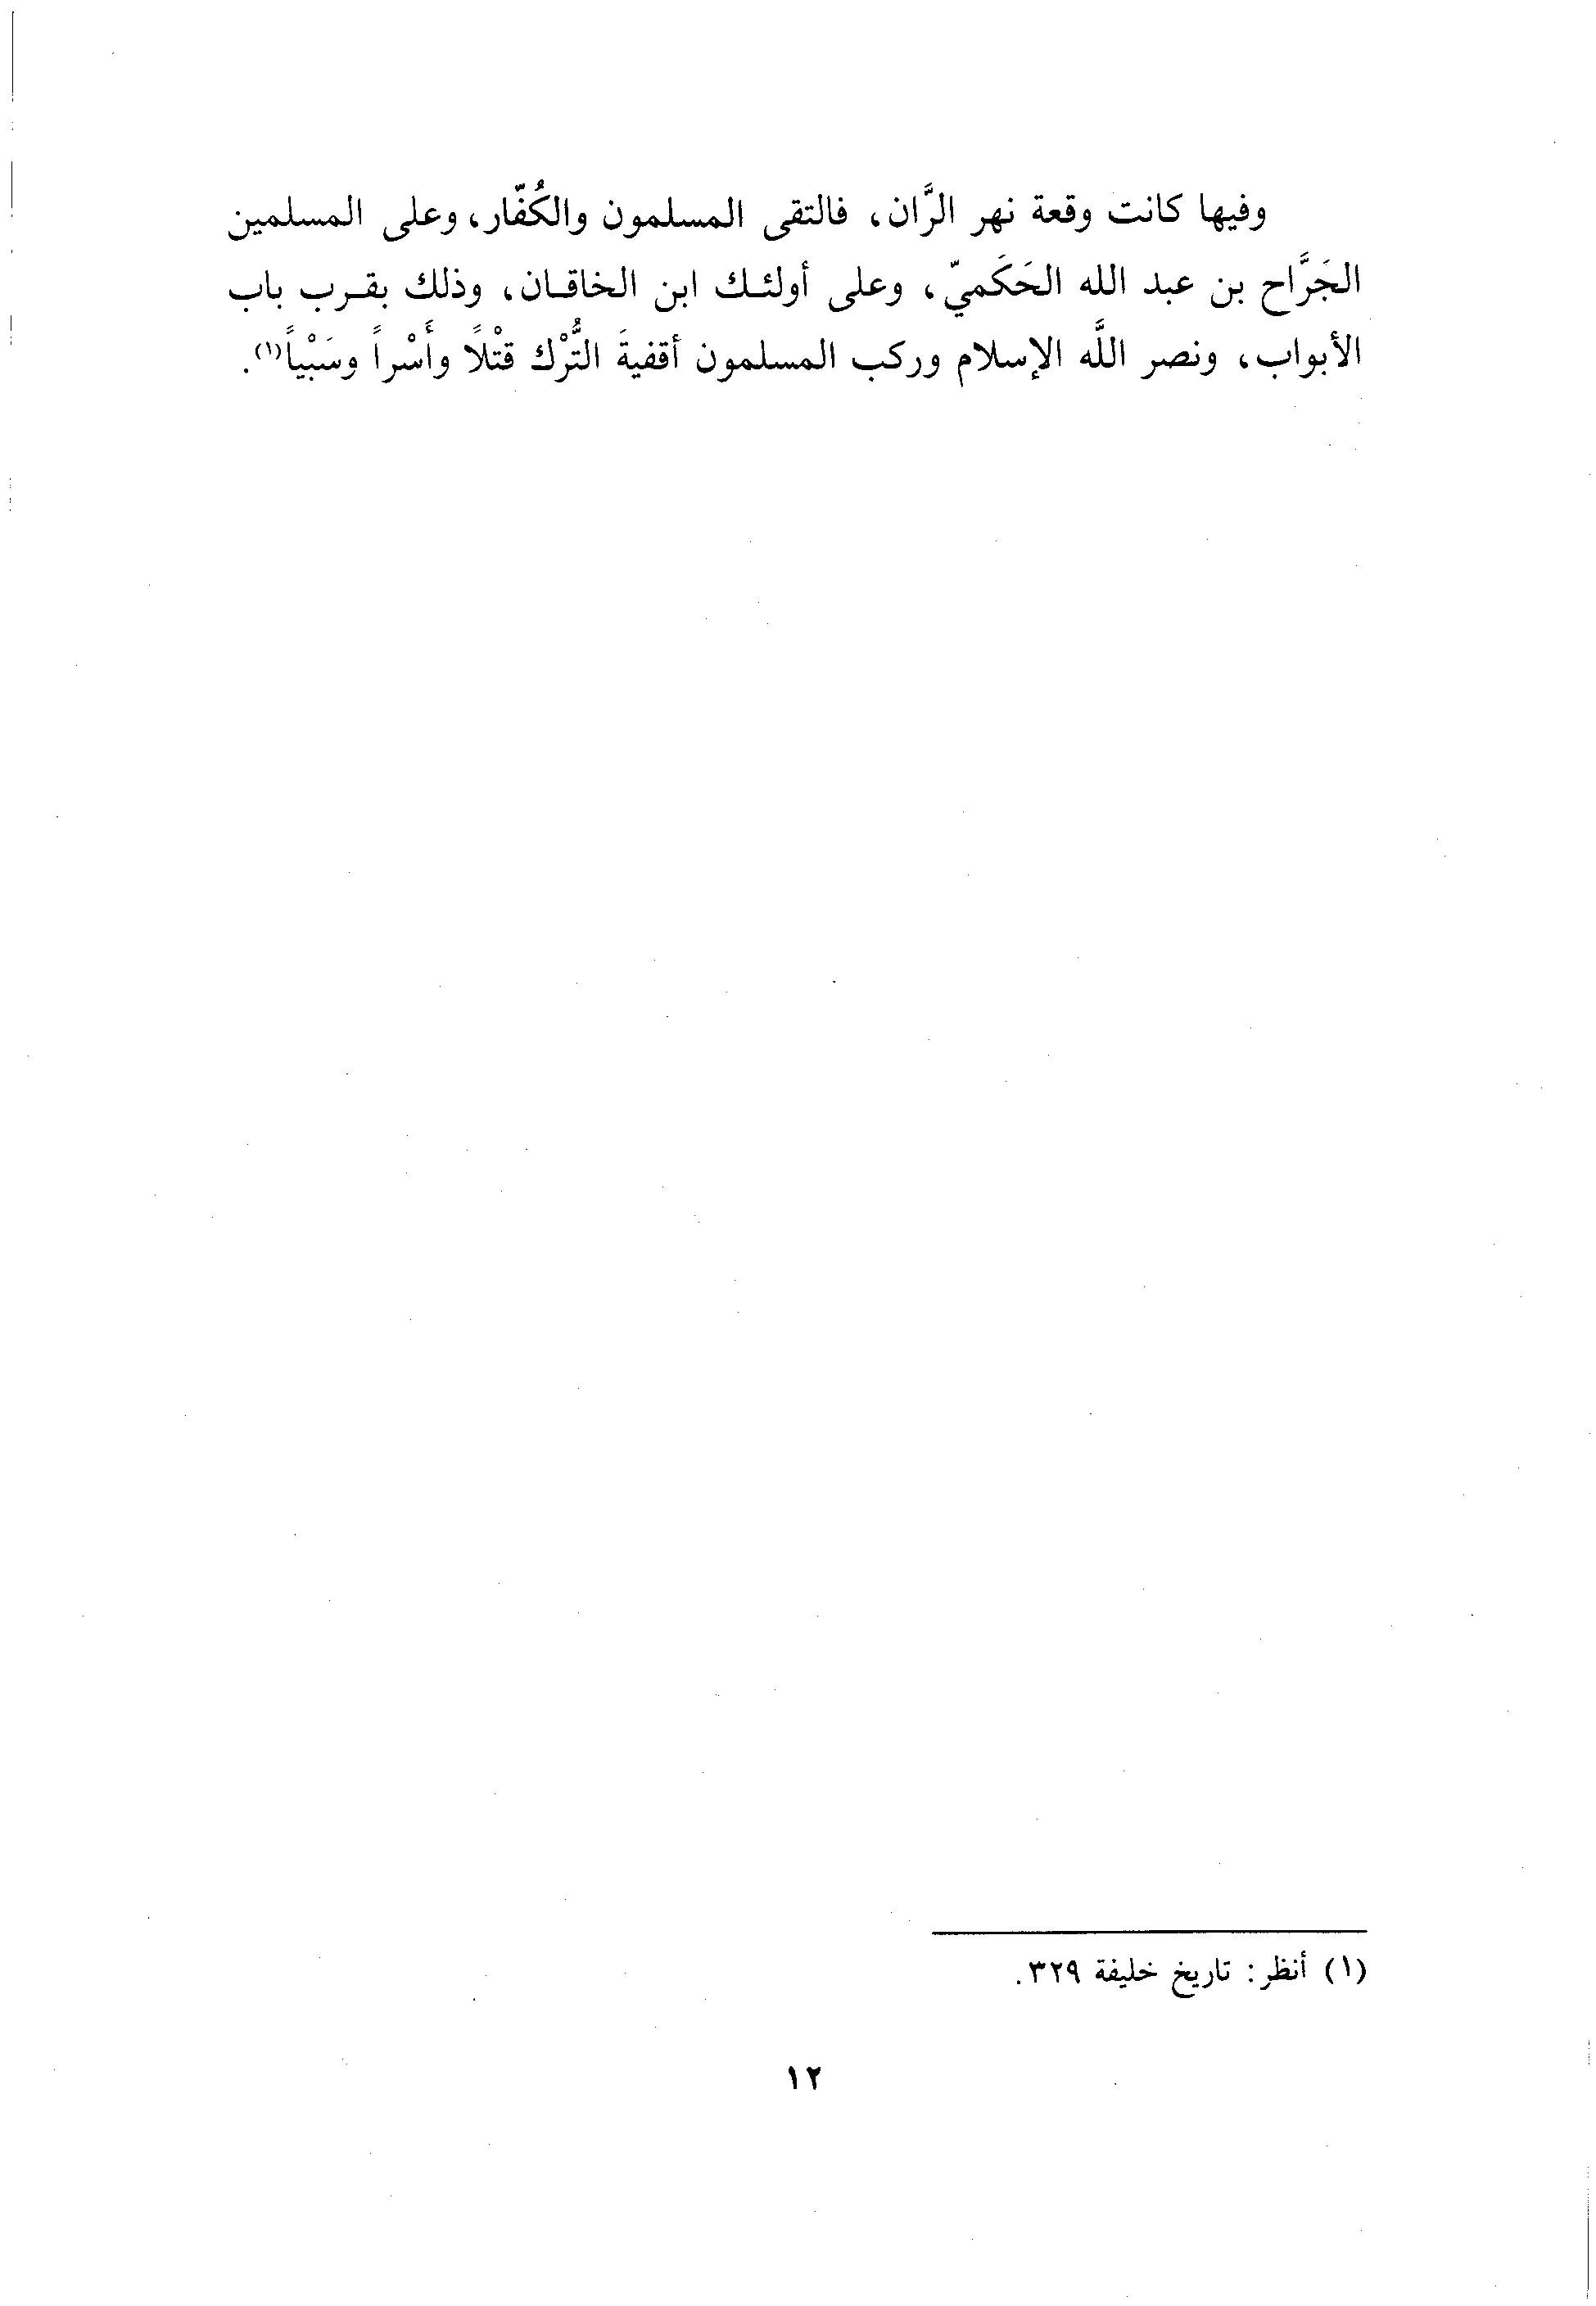 وفيها كانت وقعة نهر الرَّان، فالتقى المسلمون والكُفّار، وعلى المسلمين
الجَرَّاح بن عبد الله الحَكَميّ، وعلى أولئك ابن الخاقان، وذلك بقرب باب
الأبواب، ونصر اللَّه الإسلام وركب المسلمون أقفيةَ التُّرْك قتْلاً وأَسْراً وسَبْياً(١).
(١) أنظر: تاريخ خليفة ٣٢٩.
١٢